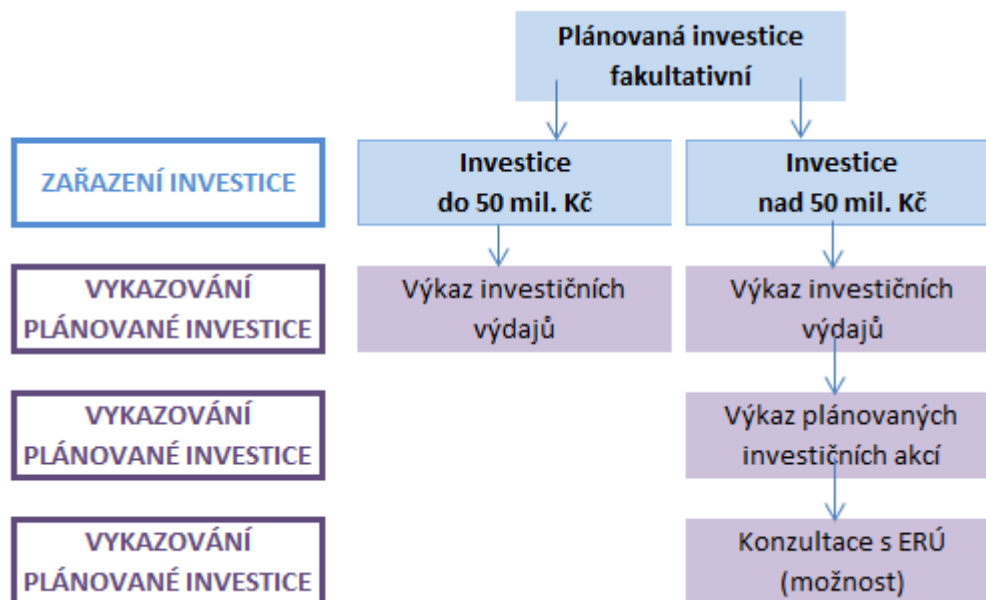 Plánovaná investice
fakultativní
ZAŘAZENÍ INVESTICE
Investice
do 50 mil. Kč
Investice
nad 50 mil. Kč
VYKAZOVÁNÍ
PLÁNOVANÉ INVESTICE
Výkaz investičních
výdajů
Výkaz investičních
výdajů
VYKAZOVÁNÍ
PLÁNOVANÉ INVESTICE
Výkaz plánovaných
investičních akcí
VYKAZOVÁNÍ
PLÁNOVANÉ INVESTICE
Konzultace s ERÚ
(možnost)